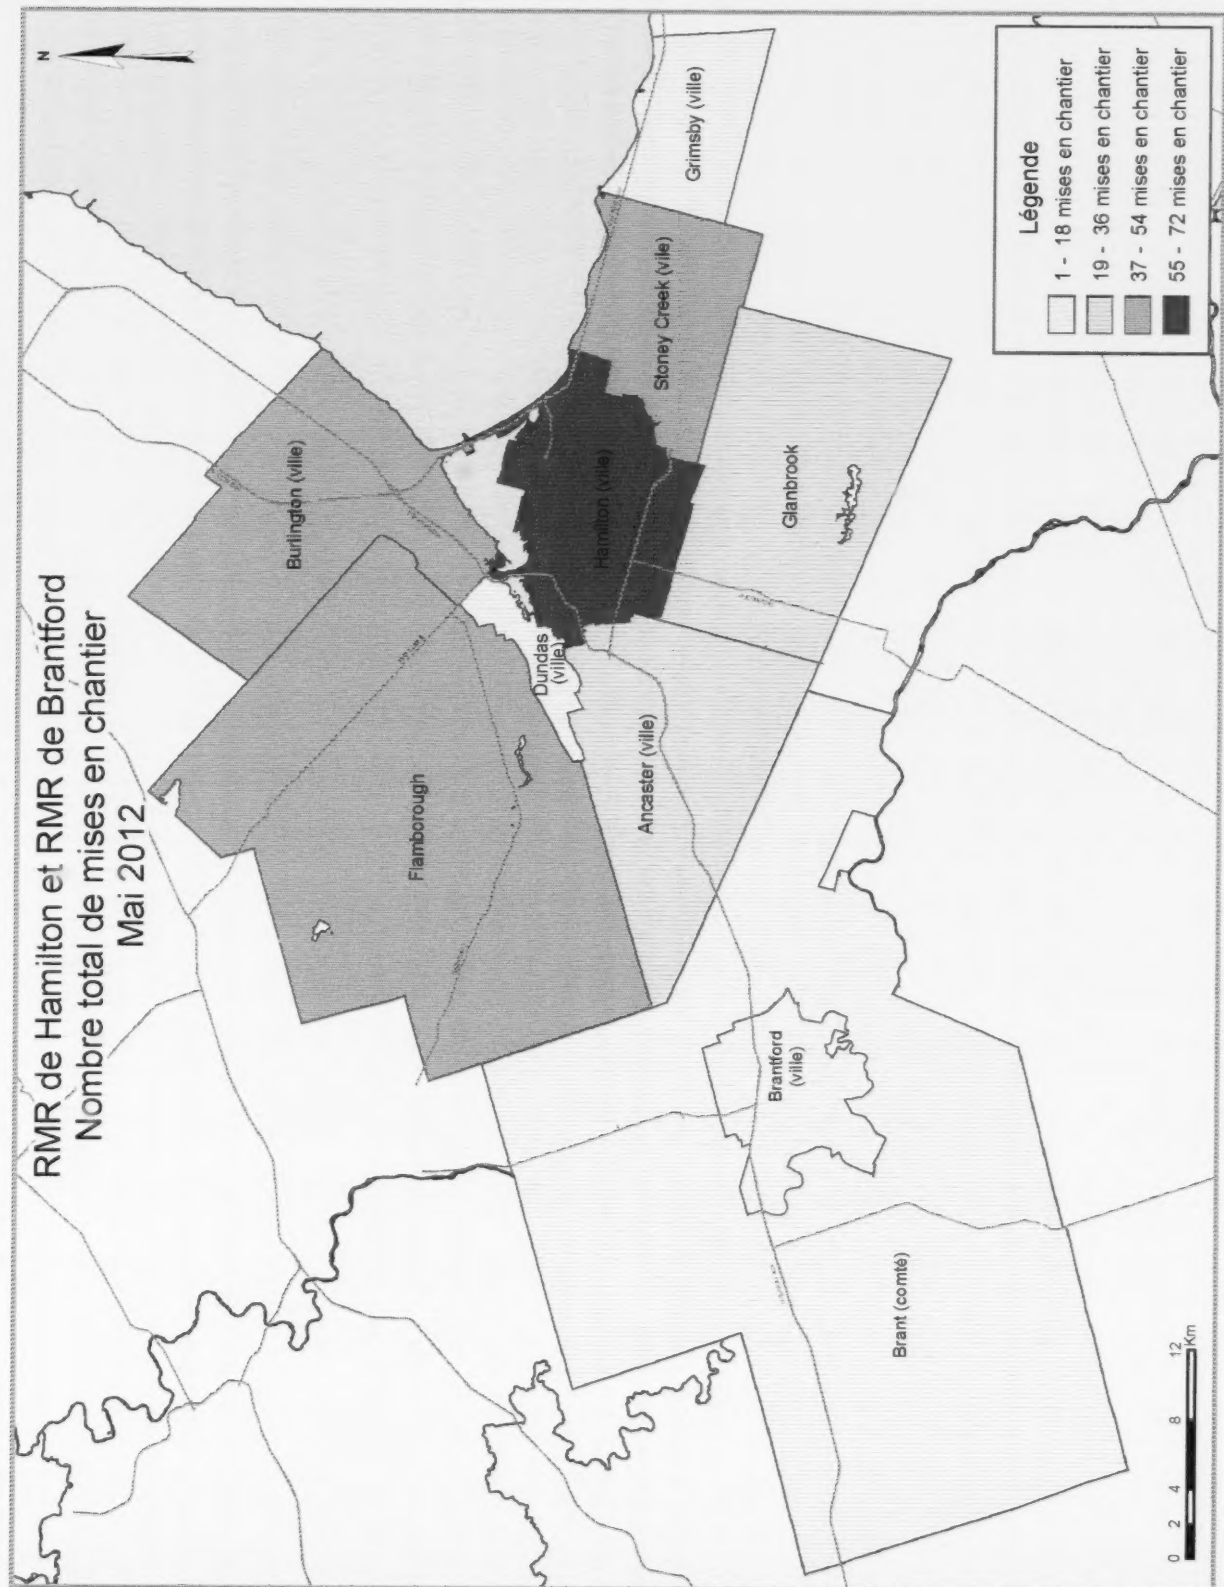 RMR de Hamilton et RMR de Brantford
Nombre total de mises en chantier
Mai 2012
N
Burlington (ville)
Flamborough
Dundas
(ville)
Hamilton (ville)
Stoney Creek (vile)
Grimsby (ville)
Ancaster (ville)
Glanbrook
Brantford
(ville)
Brant (comté)
Légende
1 - 18 mises en chantier
19 - 36 mises en chantier
37 - 54 mises en chantier
55 - 72 mises en chantier
0 2 4 8 12
Km